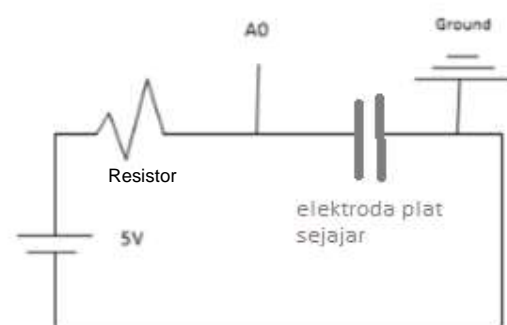 A0
Ground
Resistor
elektroda plat
sejajar
5V